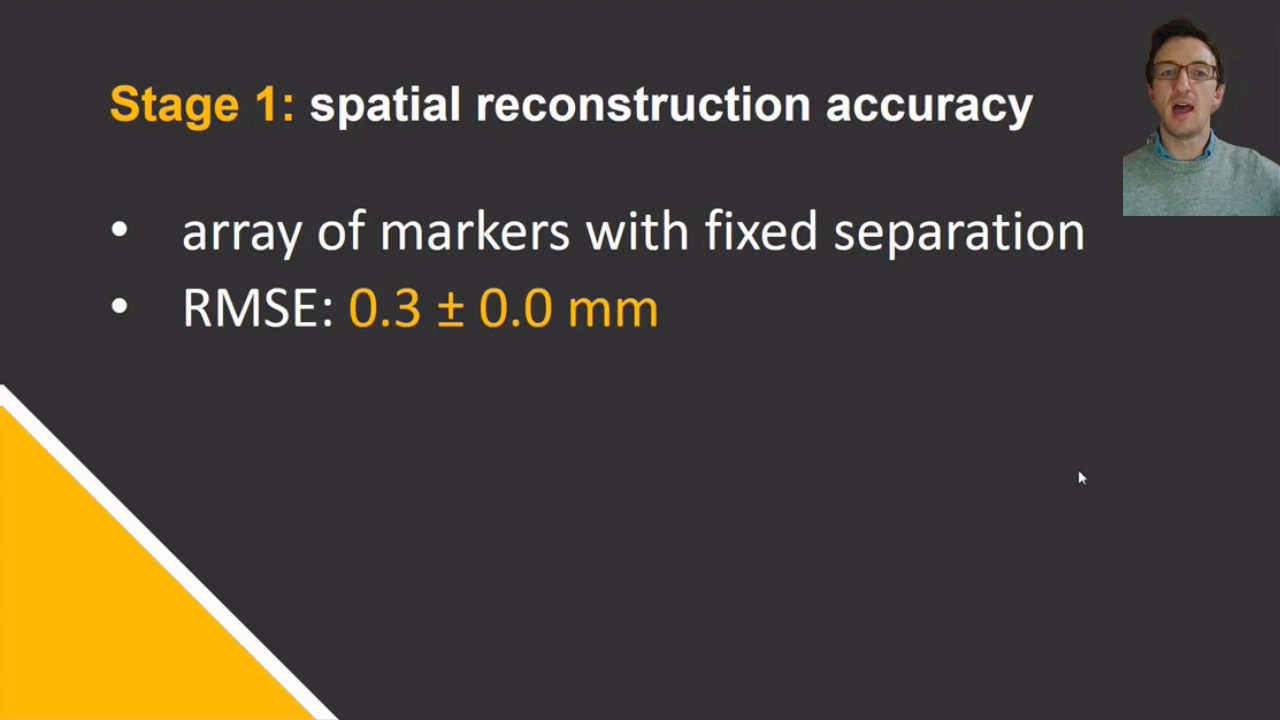 Stage 1: spatial reconstruction accuracy
• array of markers with fixed separation
• RMSE: 0.3 ± 0.0 mm